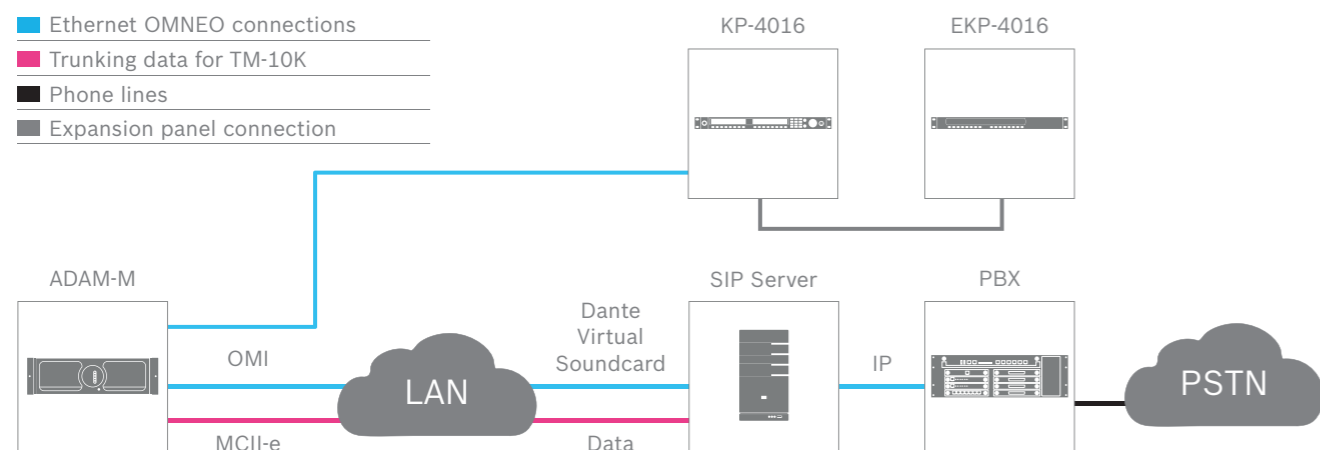 Ethernet OMNEO connections
Trunking data for TM-10K
Phone lines
Expansion panel connection
KP-4016
EKP-4016
ADAM-M
SIP Server
PBX
Dante
Virtual
Soundcard
OMI
IP
LAN
PSTN
MCII-e
Data